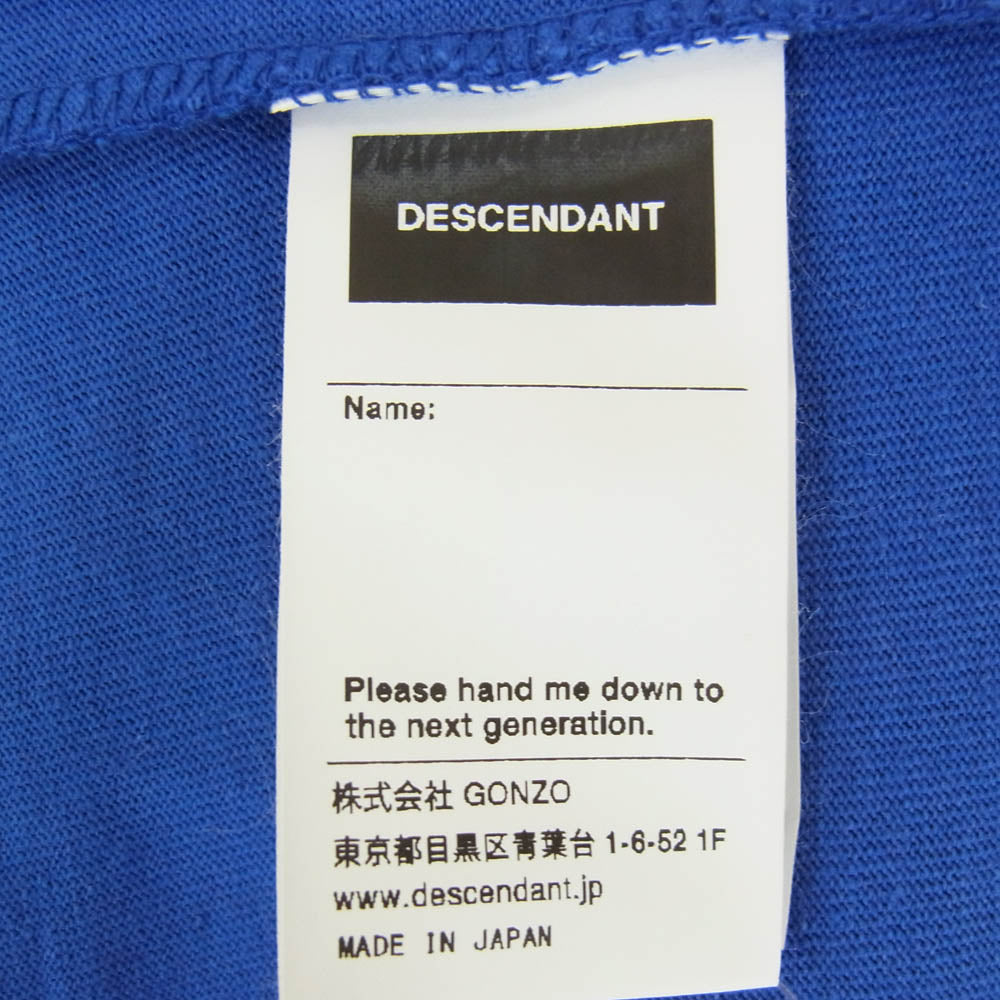 DESCENDANT
Name:
Please hand me down to
the next generation.
株式会社 GONZO
東京都目黒区青葉台 1-6-52 1F
www.descendant.jp
MADE IN JAPAN